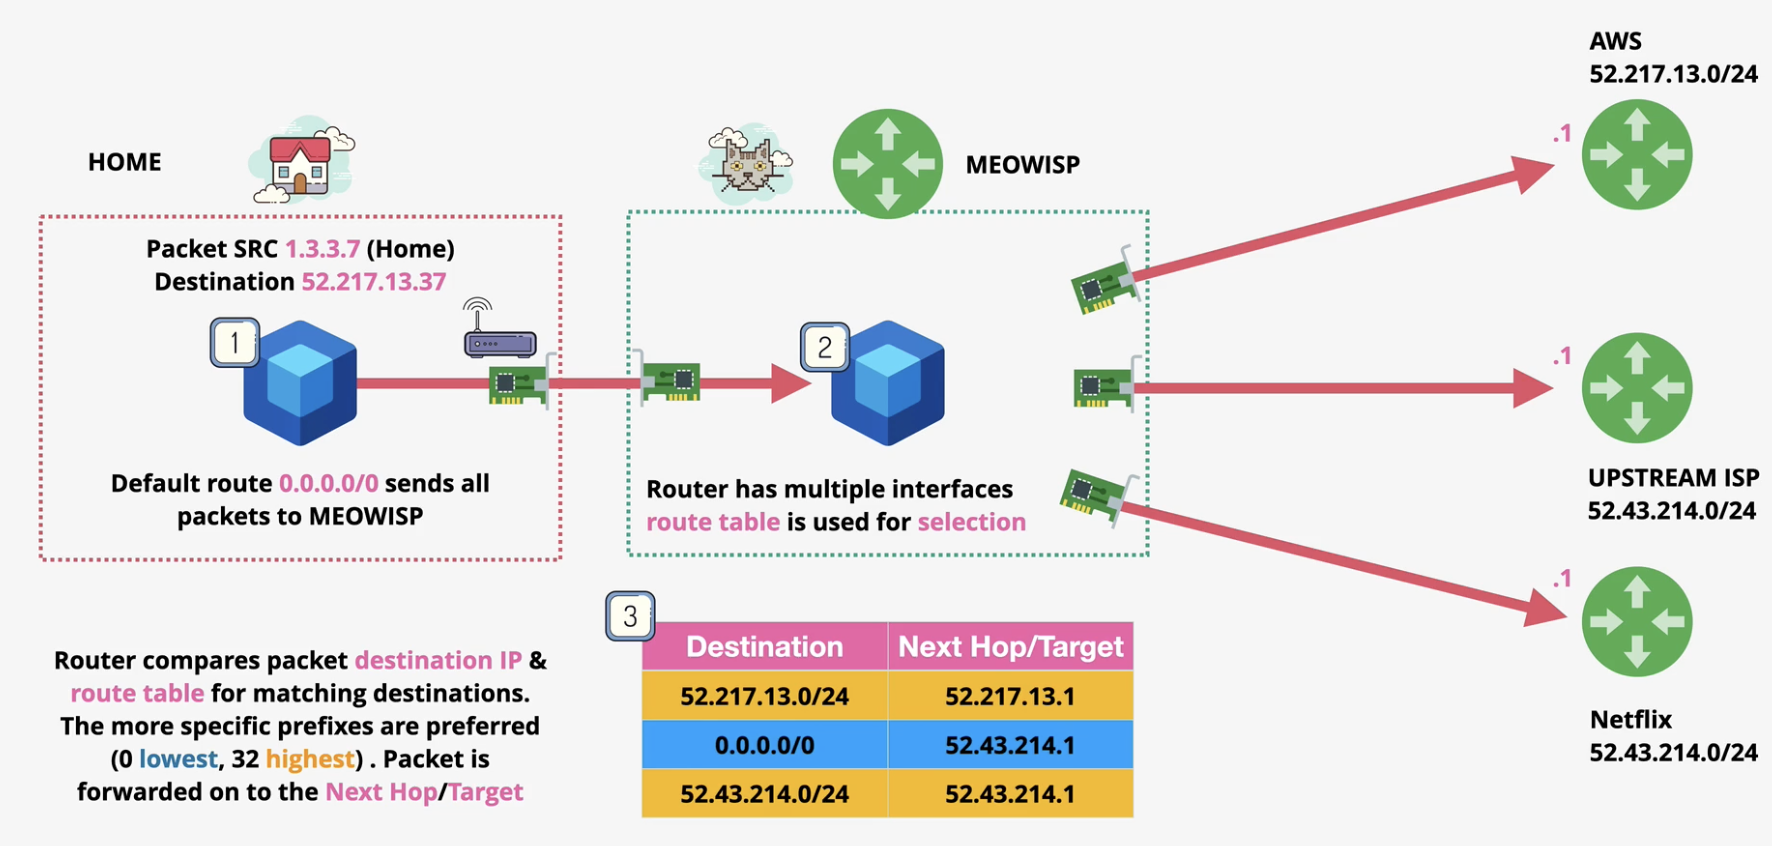 AWS
52.217.13.0/24
HOME
MEOWISP
.1
Packet SRC 1.3.3.7 (Home)
Destination 52.217.13.37
1
2
.1
Default route 0.0.0.0/0 sends all
packets to MEOWISP
Router has multiple interfaces
route table is used for selection
UPSTREAM ISP
52.43.214.0/24
.1
3
Router compares packet destination IP &
route table for matching destinations.
The more specific prefixes are preferred
(0 lowest, 32 highest) . Packet is
forwarded on to the Next Hop/Target
Destination Next Hop/Target
52.217.13.0/24 52.217.13.1
0.0.0.0/0 52.43.214.1
52.43.214.0/24 52.43.214.1
Netflix
52.43.214.0/24